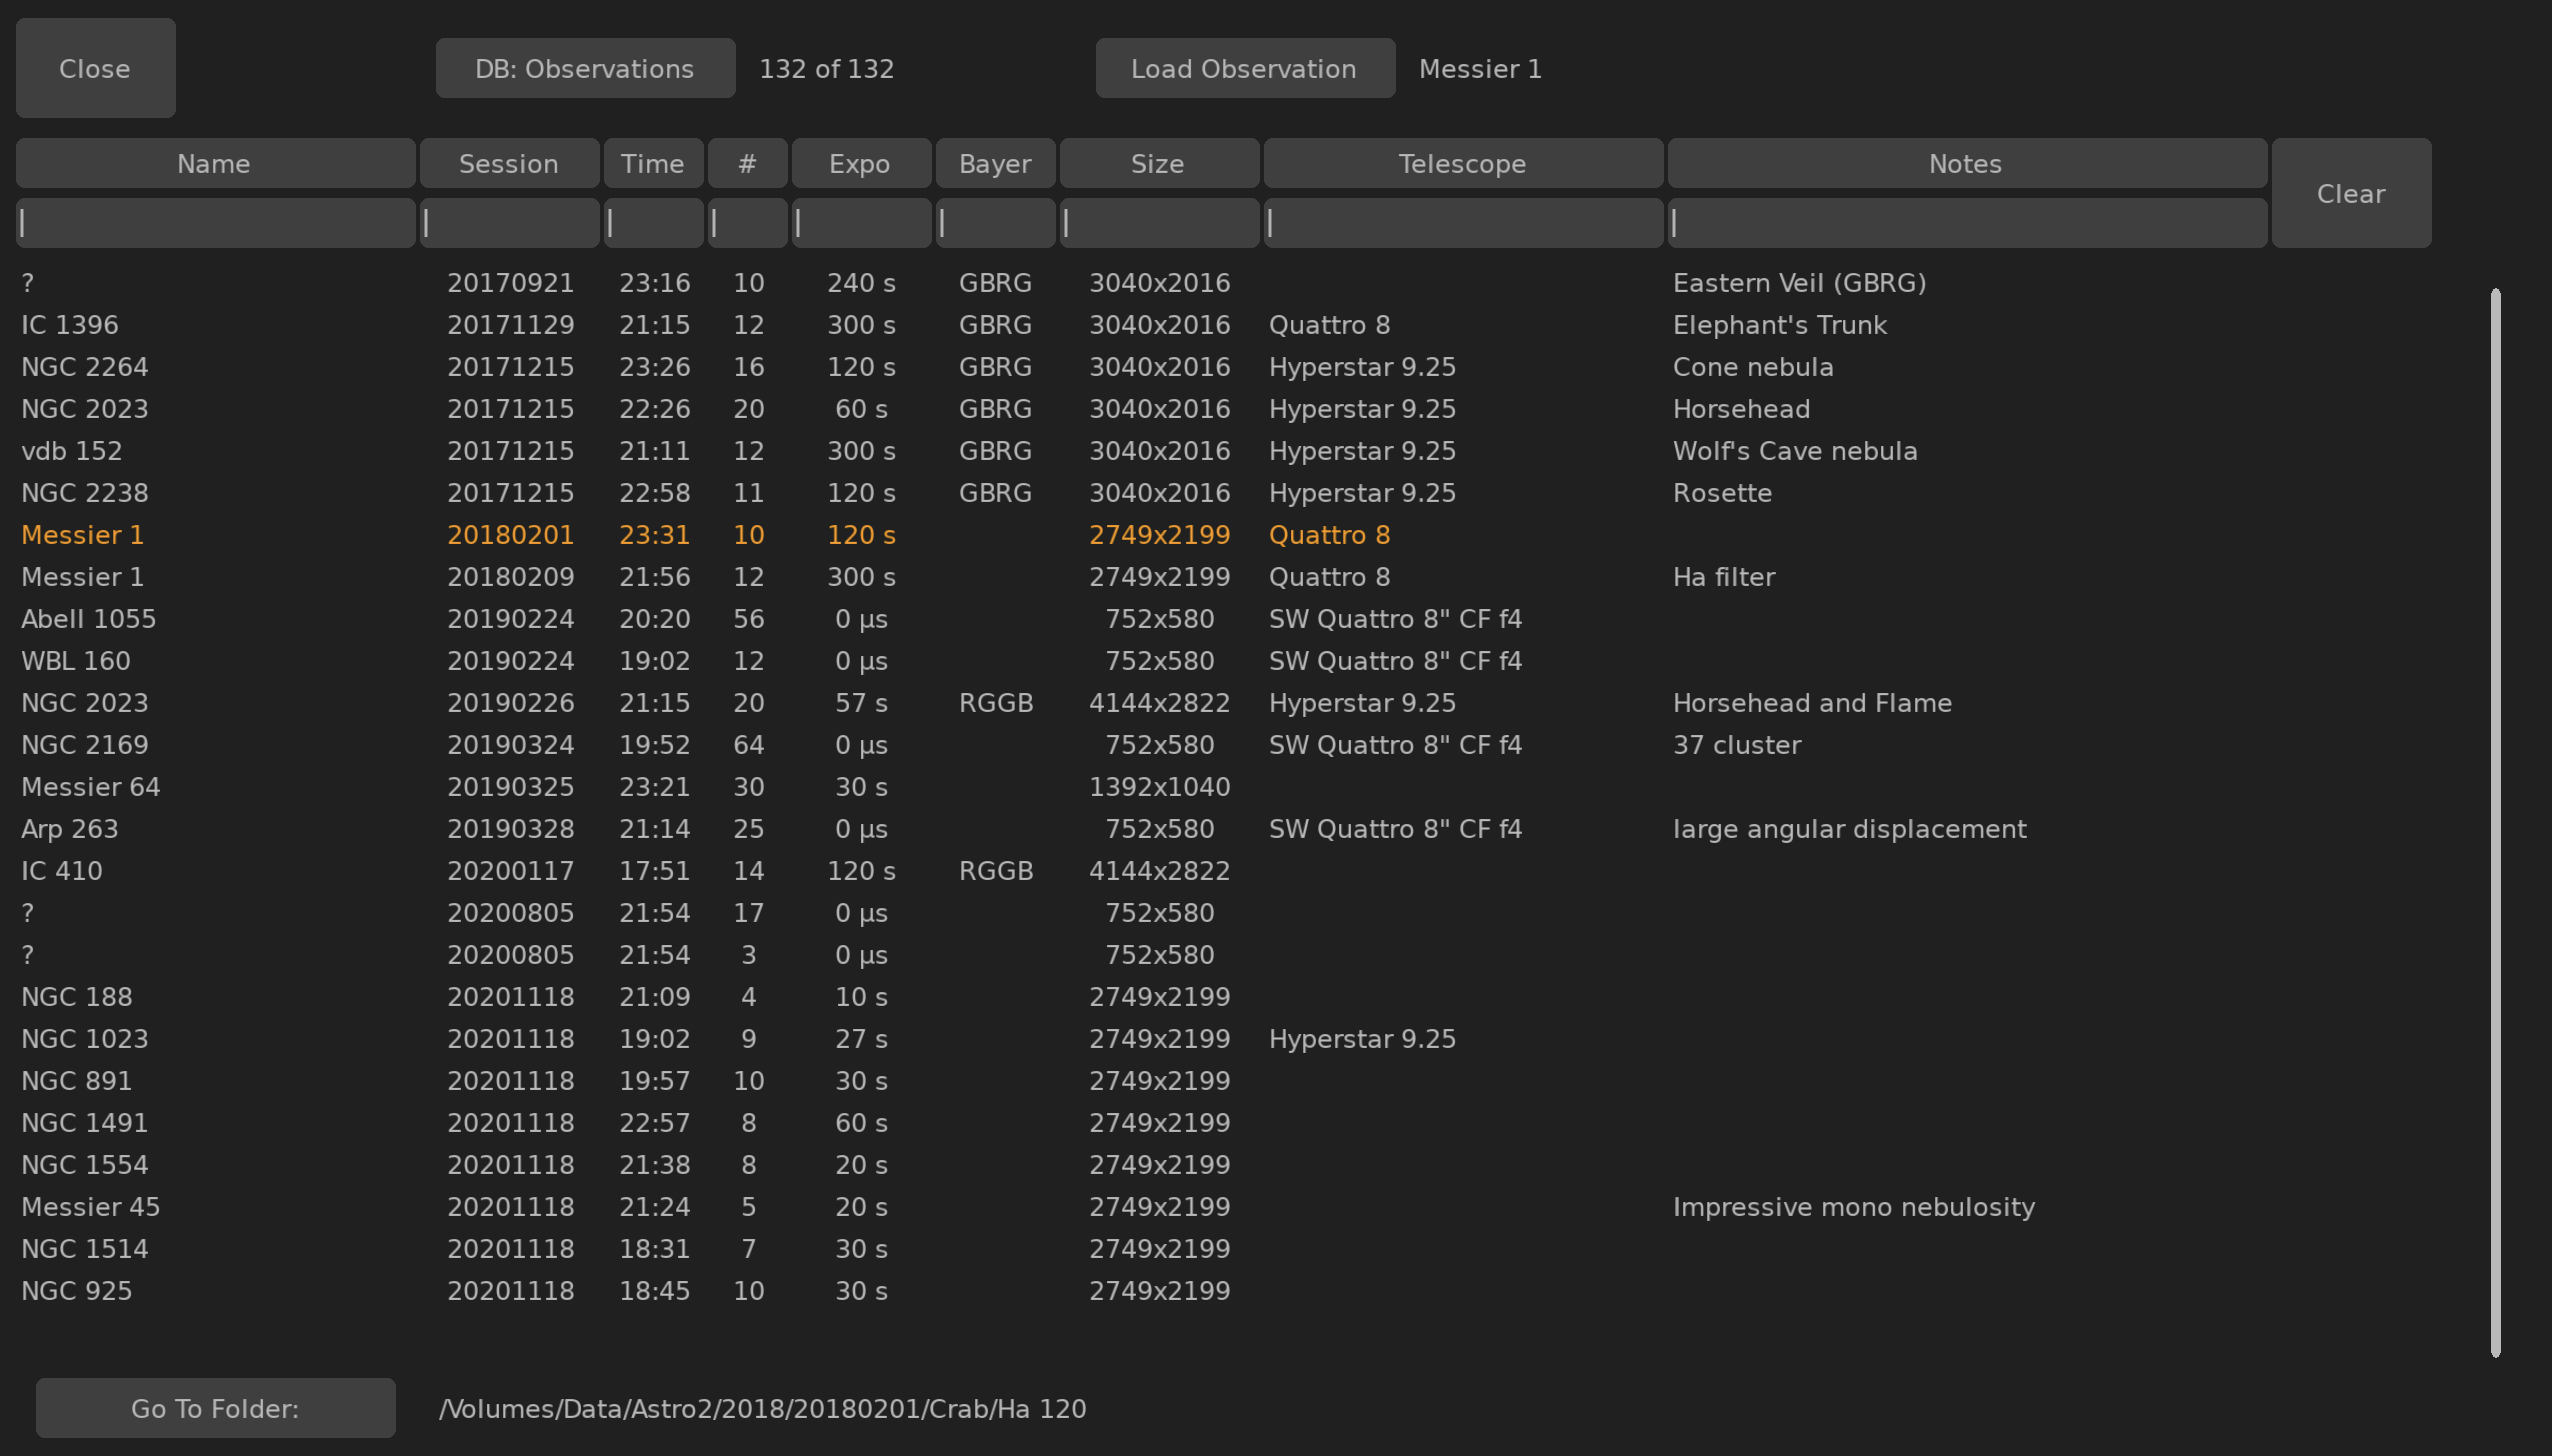 Close DB: Observations 132 of 132 Load Observation Messier 1
Name Session Time # Expo Bayer Size Telescope Notes Clear
? 20170921 23:16 10 240 s GBRG 3040x2016 Eastern Veil (GBRG)
IC 1396 20171129 21:15 12 300 s GBRG 3040x2016 Quattro 8 Elephant's Trunk
NGC 2264 20171215 23:26 16 120 s GBRG 3040x2016 Hyperstar 9.25 Cone nebula
NGC 2023 20171215 22:26 20 60 s GBRG 3040x2016 Hyperstar 9.25 Horsehead
vdb 152 20171215 21:11 12 300 s GBRG 3040x2016 Hyperstar 9.25 Wolf's Cave nebula
NGC 2238 20171215 22:58 11 120 s GBRG 3040x2016 Hyperstar 9.25 Rosette
Messier 1 20180201 23:31 10 120 s 2749x2199 Quattro 8
Messier 1 20180209 21:56 12 300 s 2749x2199 Quattro 8 Ha filter
Abell 1055 20190224 20:20 56 0 µs 752x580 SW Quattro 8" CF f4
WBL 160 20190224 19:02 12 0 µs 752x580 SW Quattro 8" CF f4
NGC 2023 20190226 21:15 20 57 s RGGB 4144x2822 Hyperstar 9.25 Horsehead and Flame
NGC 2169 20190324 19:52 64 0 µs 752x580 SW Quattro 8" CF f4 37 cluster
Messier 64 20190325 23:21 30 30 s 1392x1040
Arp 263 20190328 21:14 25 0 µs 752x580 SW Quattro 8" CF f4 large angular displacement
IC 410 20200117 17:51 14 120 s RGGB 4144x2822
? 20200805 21:54 17 0 µs 752x580
? 20200805 21:54 3 0 µs 752x580
NGC 188 20201118 21:09 4 10 s 2749x2199
NGC 1023 20201118 19:02 9 27 s 2749x2199 Hyperstar 9.25
NGC 891 20201118 19:57 10 30 s 2749x2199
NGC 1491 20201118 22:57 8 60 s 2749x2199
NGC 1554 20201118 21:38 8 20 s 2749x2199
Messier 45 20201118 21:24 5 20 s 2749x2199 Impressive mono nebulosity
NGC 1514 20201118 18:31 7 30 s 2749x2199
NGC 925 20201118 18:45 10 30 s 2749x2199
Go To Folder: /Volumes/Data/Astro2/2018/20180201/Crab/Ha 120